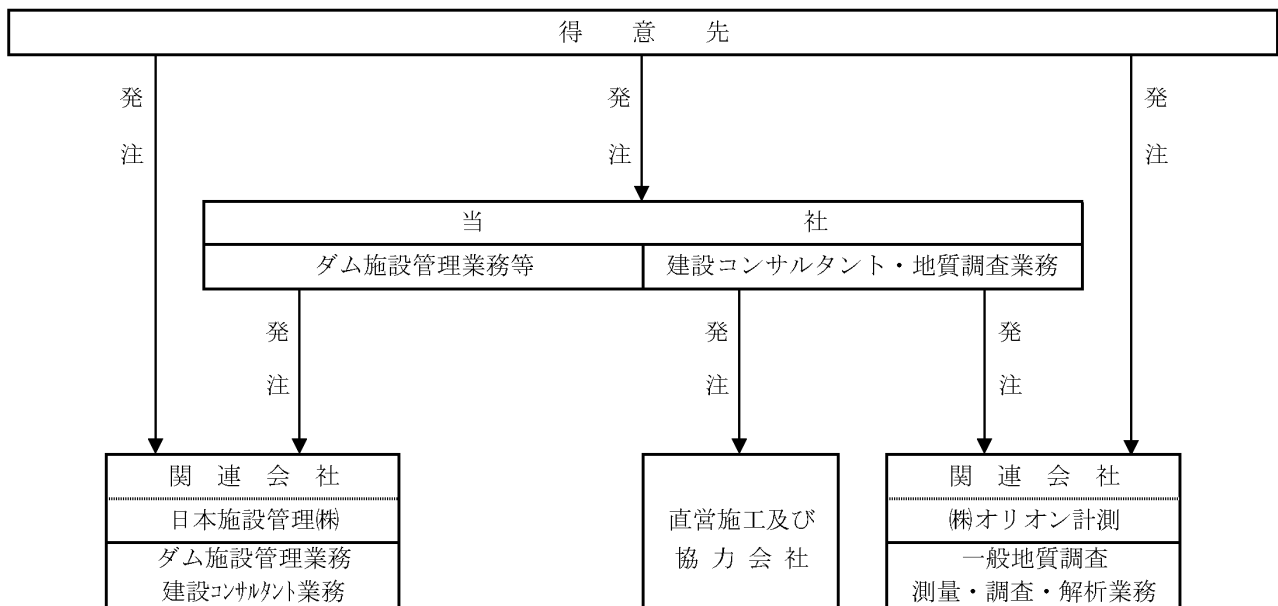 得意先
発注
発注
発注
当社
ダム施設管理業務等
建設コンサルタント・地質調査業務
発注
発注
発注
関連会社
日本施設管理㈱
ダム施設管理業務
建設ｺﾝｻﾙﾀﾝﾄ業務
直営施工及び
協力会社
関連会社
㈱オリオン計測
一般地質調査
測量・調査・解析業務